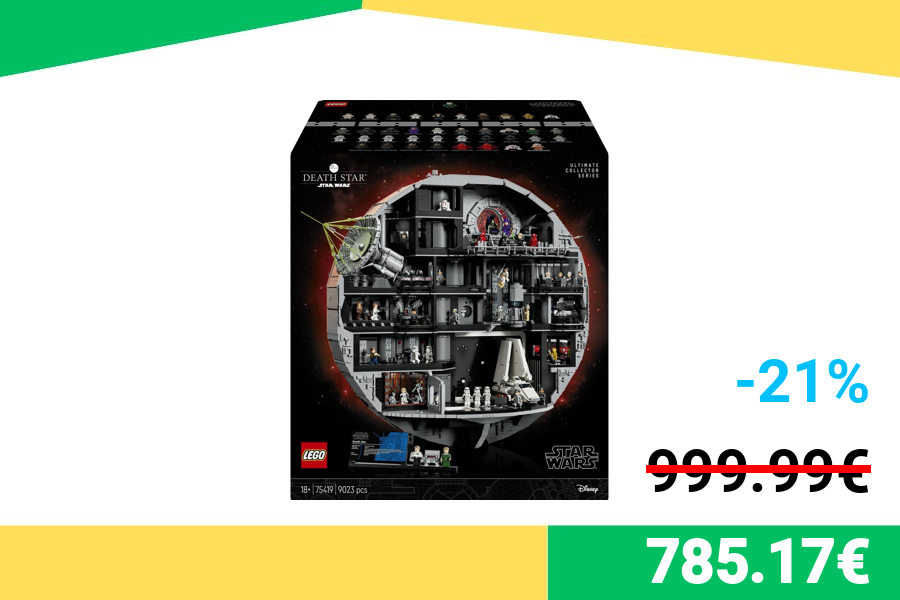 LEGO
DEATH STAR
STAR WARS
ULTIMATE
COLLECTOR
SERIES
LEGO
STAR
WARS
18+ 75419 9023 pcs
Disney
-21%
999.99€
785.17€